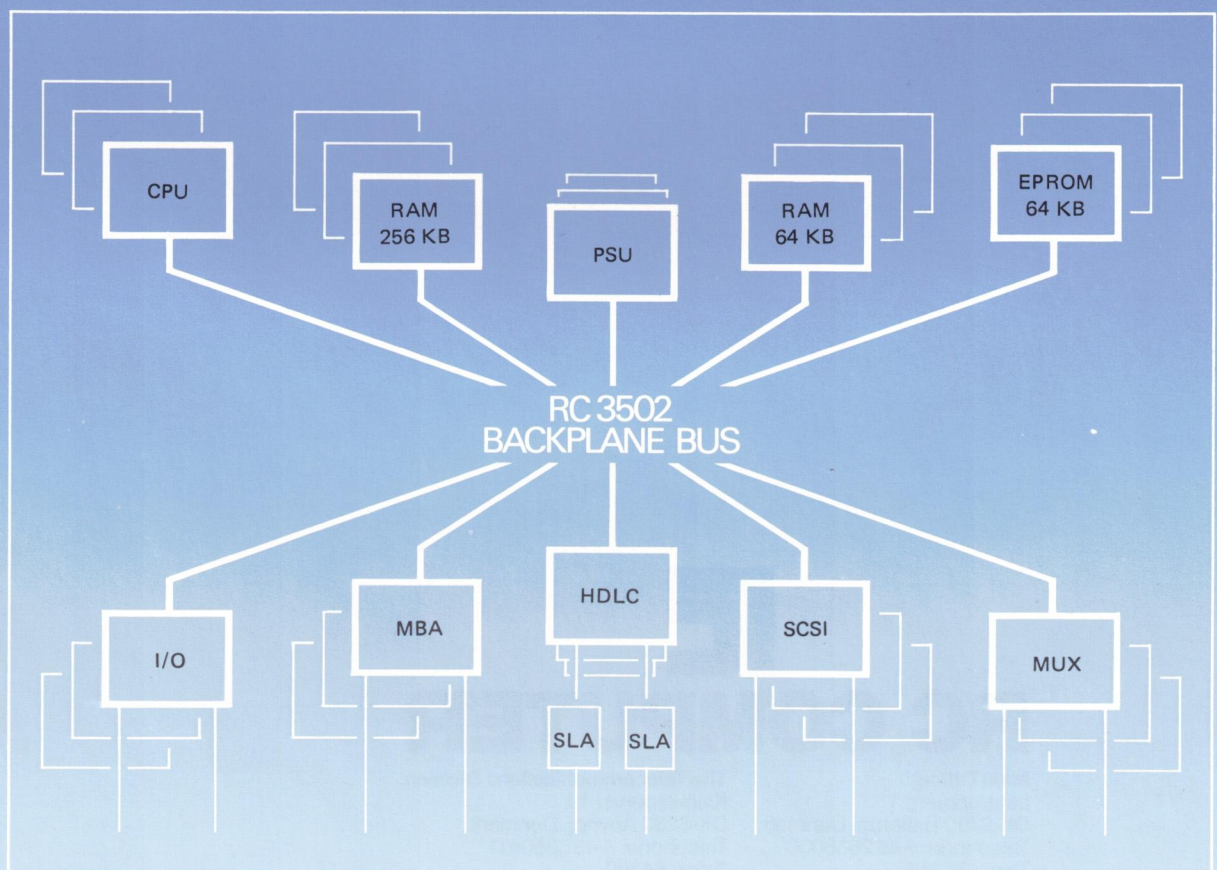 CPU
RAM
256 KB
PSU
RAM
64 KB
EPROM
64 KB
RC 3502
BACKPLANE BUS
I/O
MBA
HDLC
SCSI
MUX
SLA
SLA